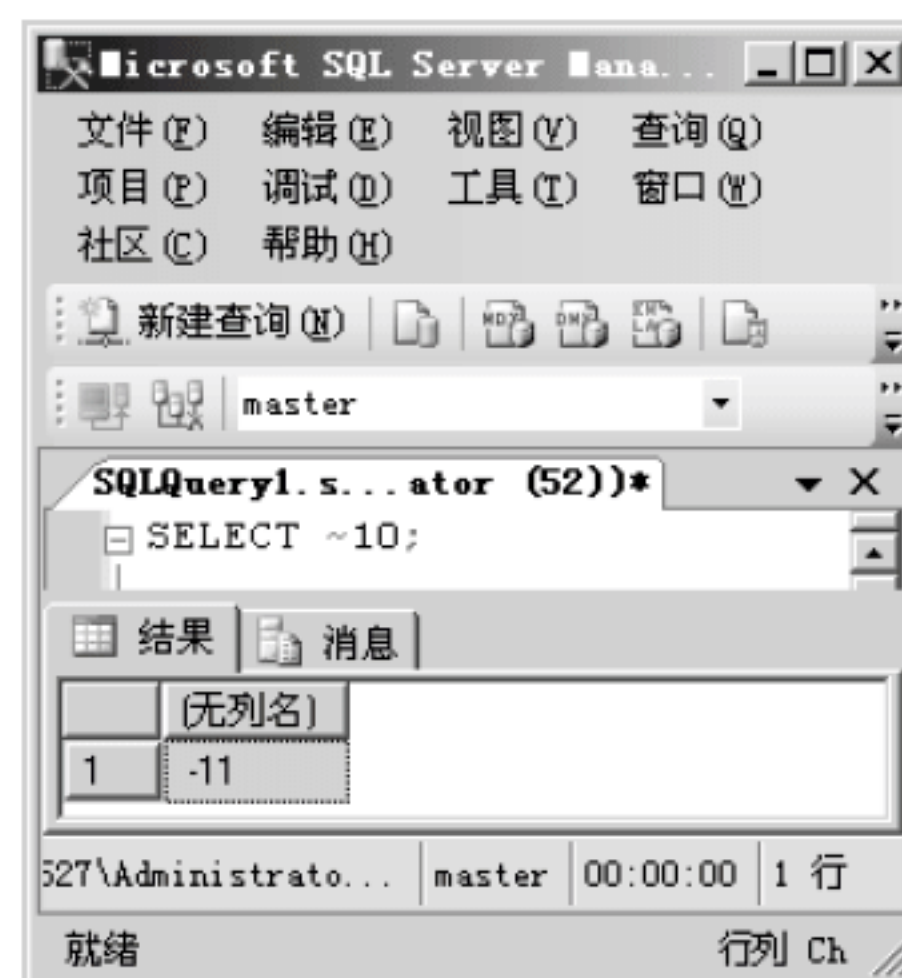 Microsoft SQL Server Mana...
文件(F) 编辑(E) 视图(V) 查询(Q)
项目(P) 调试(D) 工具(T) 窗口(W)
社区(C) 帮助(H)
新建查询(N)
master
SQLQuery1.s...ator (52))*
SELECT ~10;
结果 消息
(无列名)
1 -11
527\Administrato... master 00:00:00 1 行
就绪 行列 Ch